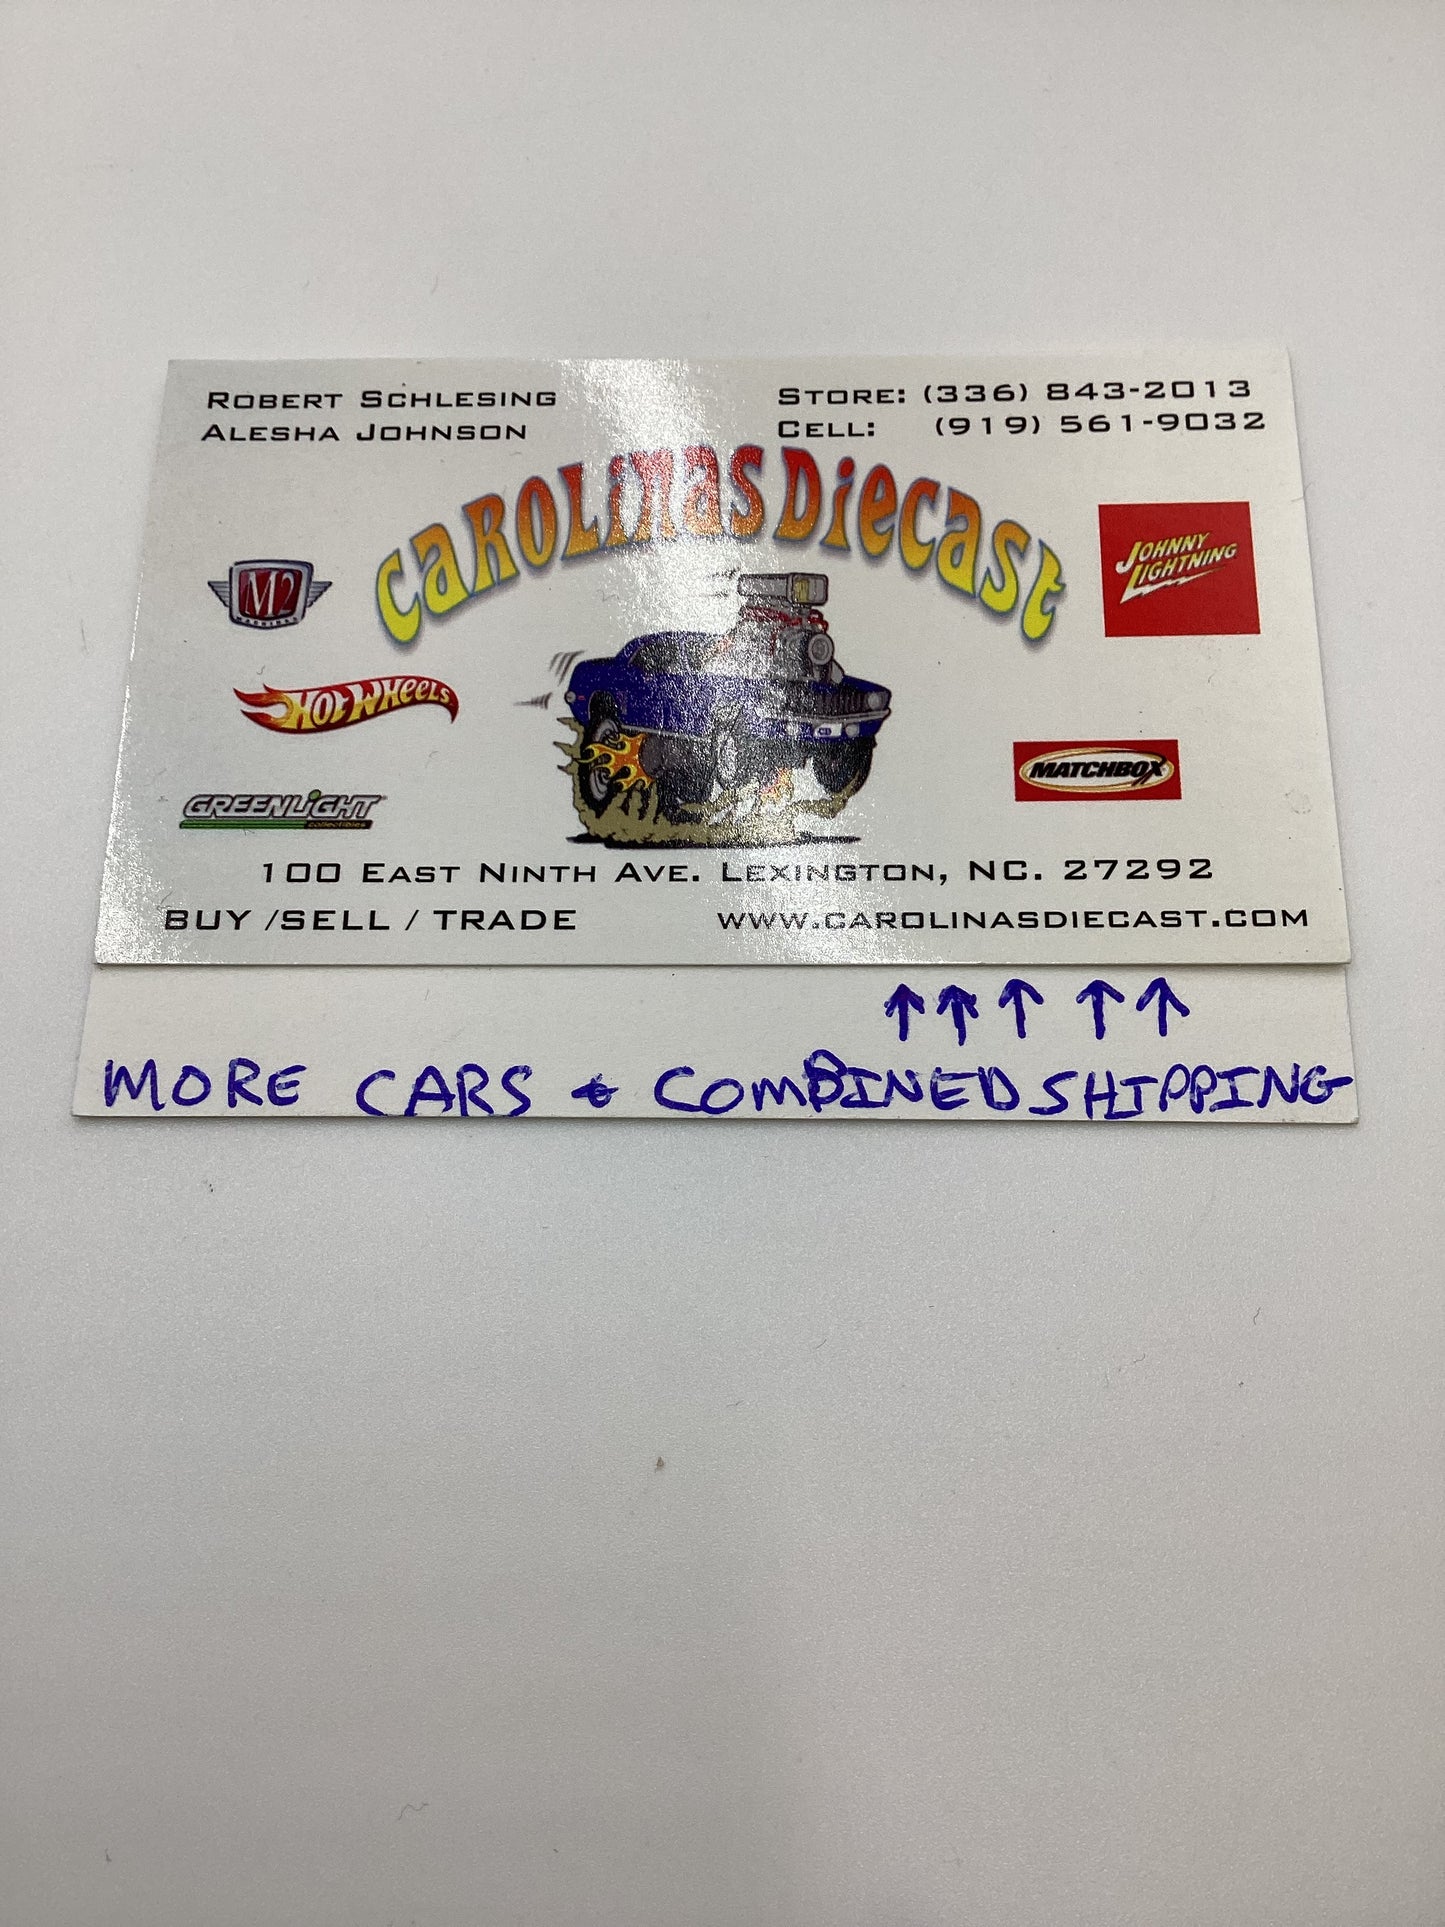 ROBERT SCHLESING
ALESHA JOHNSON
STORE: (336) 843-2013
CELL: (919) 561-9032
CAROLINAS DIECAST
M2
MACHINES
JOHNNY
LIGHTNING
HOT WHEELS
MATCHBOX
GREENLIGHT
collectibles
100 EAST NINTH AVE. LEXINGTON, NC. 27292
BUY /SELL / TRADE
WWW.CAROLINASDIECAST.COM
↑ ↑ ↑ ↑ ↑
MORE CARS & COMBINED SHIPPING